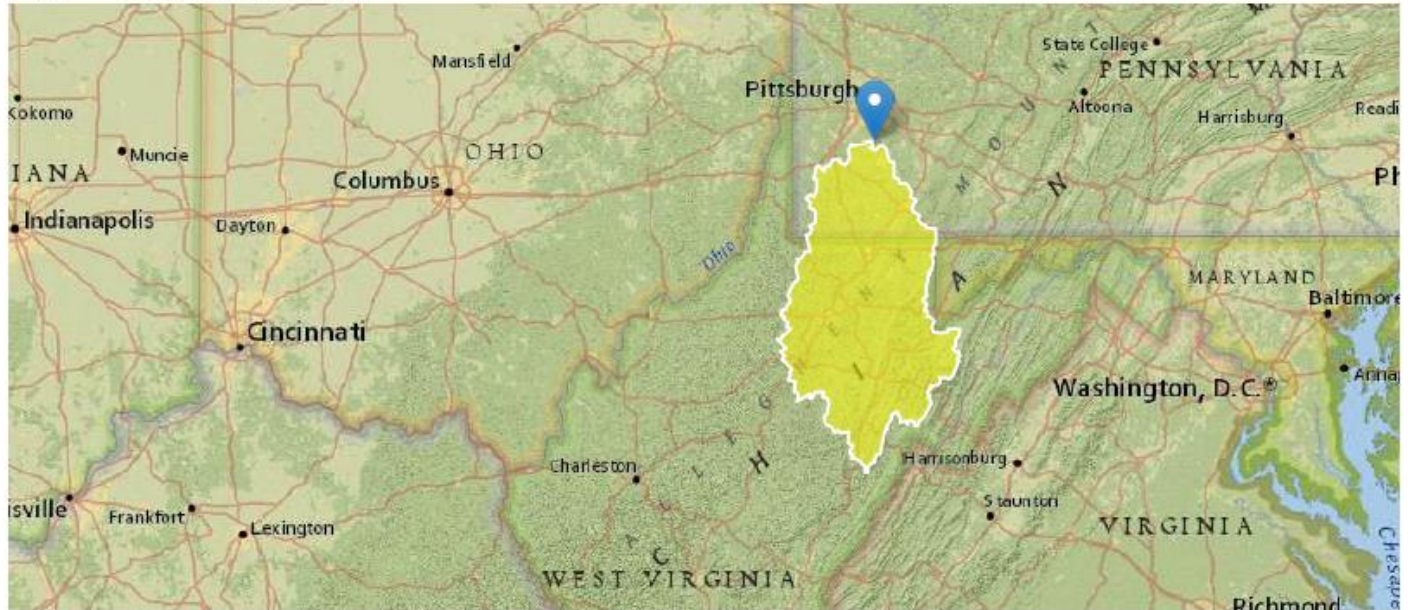 Mansfield
State College
PENNSYLVANIA
Pittsburgh
Altoona
Kokomo
Harrisburg
Readi
Muncie
OHIO
IANA
Columbus
Ph
Indianapolis
Dayton
Ohio
MARYLAND
Baltimore
Cincinnati
Washington, D.C.
Anna
Charleston
Harrisonburg
isville
Frankfort
Lexington
Staunton
VIRGINIA
WEST VIRGINIA
Chesape
Richmond